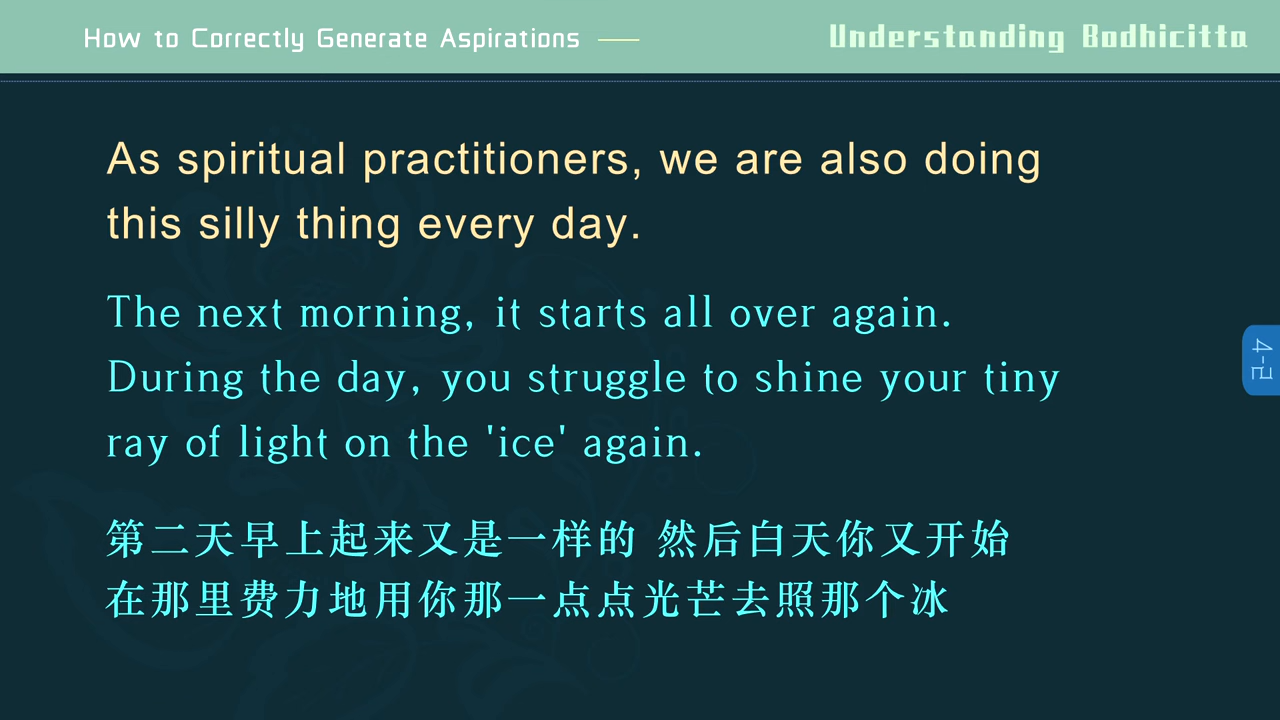 How to Correctly Generate Aspirations
Understanding Bodhicitta
As spiritual practitioners, we are also doing
this silly thing every day.
The next morning, it starts all over again.
During the day, you struggle to shine your tiny
ray of light on the 'ice' again.
4-2
第二天早上起来又是一样的 然后白天你又开始
在那里费力地用你那一点点光芒去照那个冰